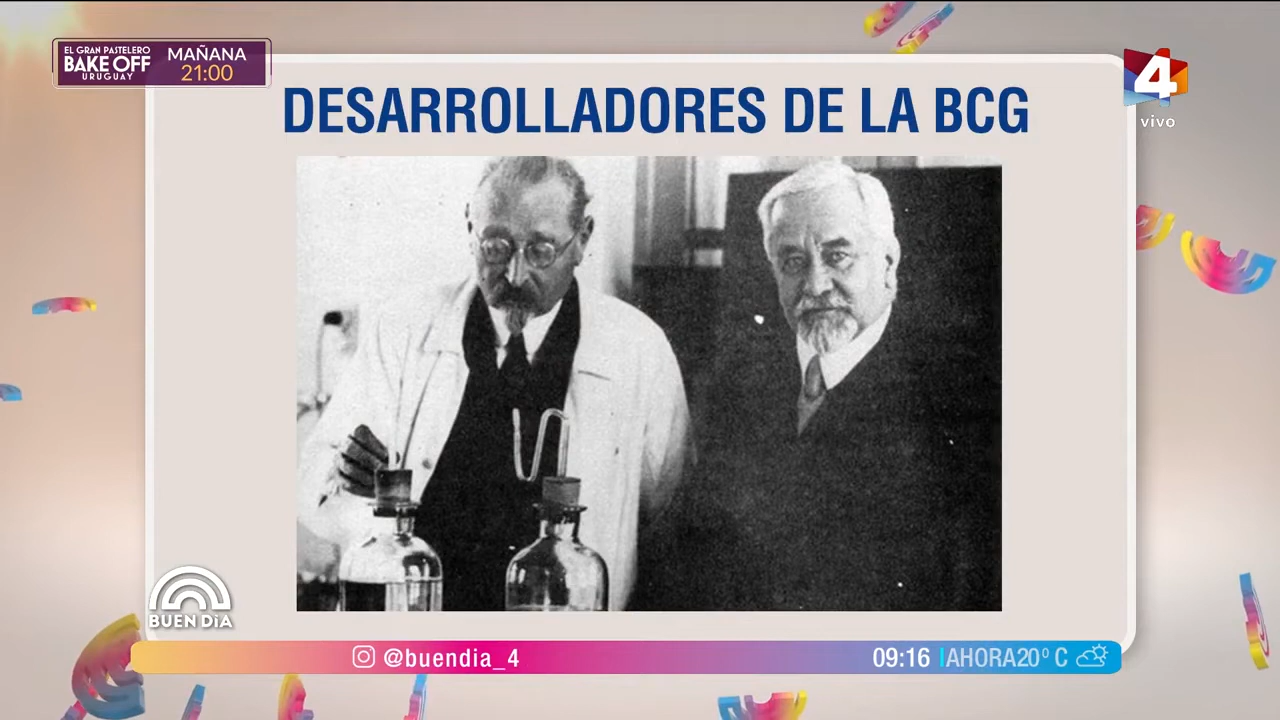 EL GRAN PASTELERO
BAKE OFF
URUGUAY
MAÑANA
21:00
4
vivo
DESARROLLADORES DE LA BCG
BUEN DÍA
@buendia_4
09:16 AHORA 20º C